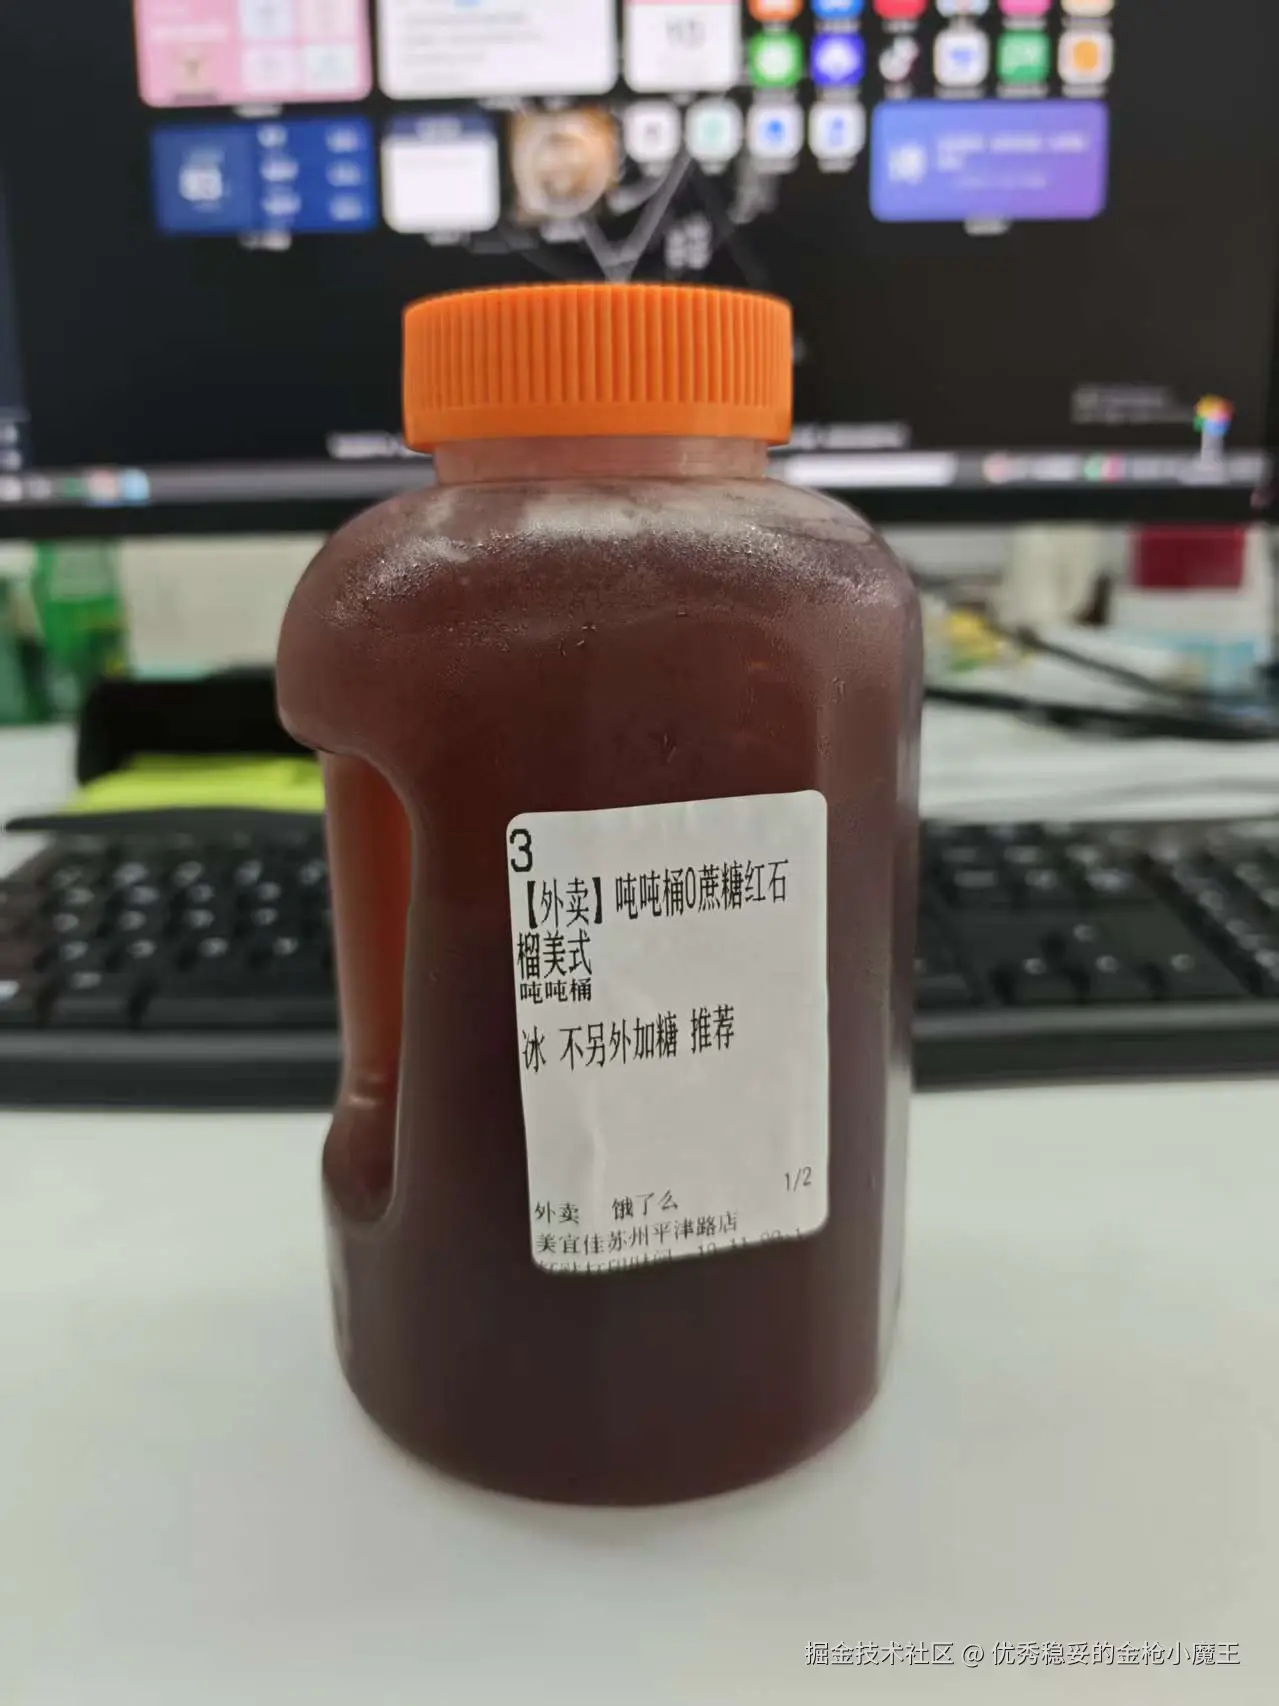 3
【外卖】吨吨桶0蔗糖红石
榴美式
吨吨桶
冰 不另外加糖 推荐
1/2
外卖 饿了么
美宜佳苏州平津路店
掘金技术社区 @ 优秀稳妥的金枪小魔王